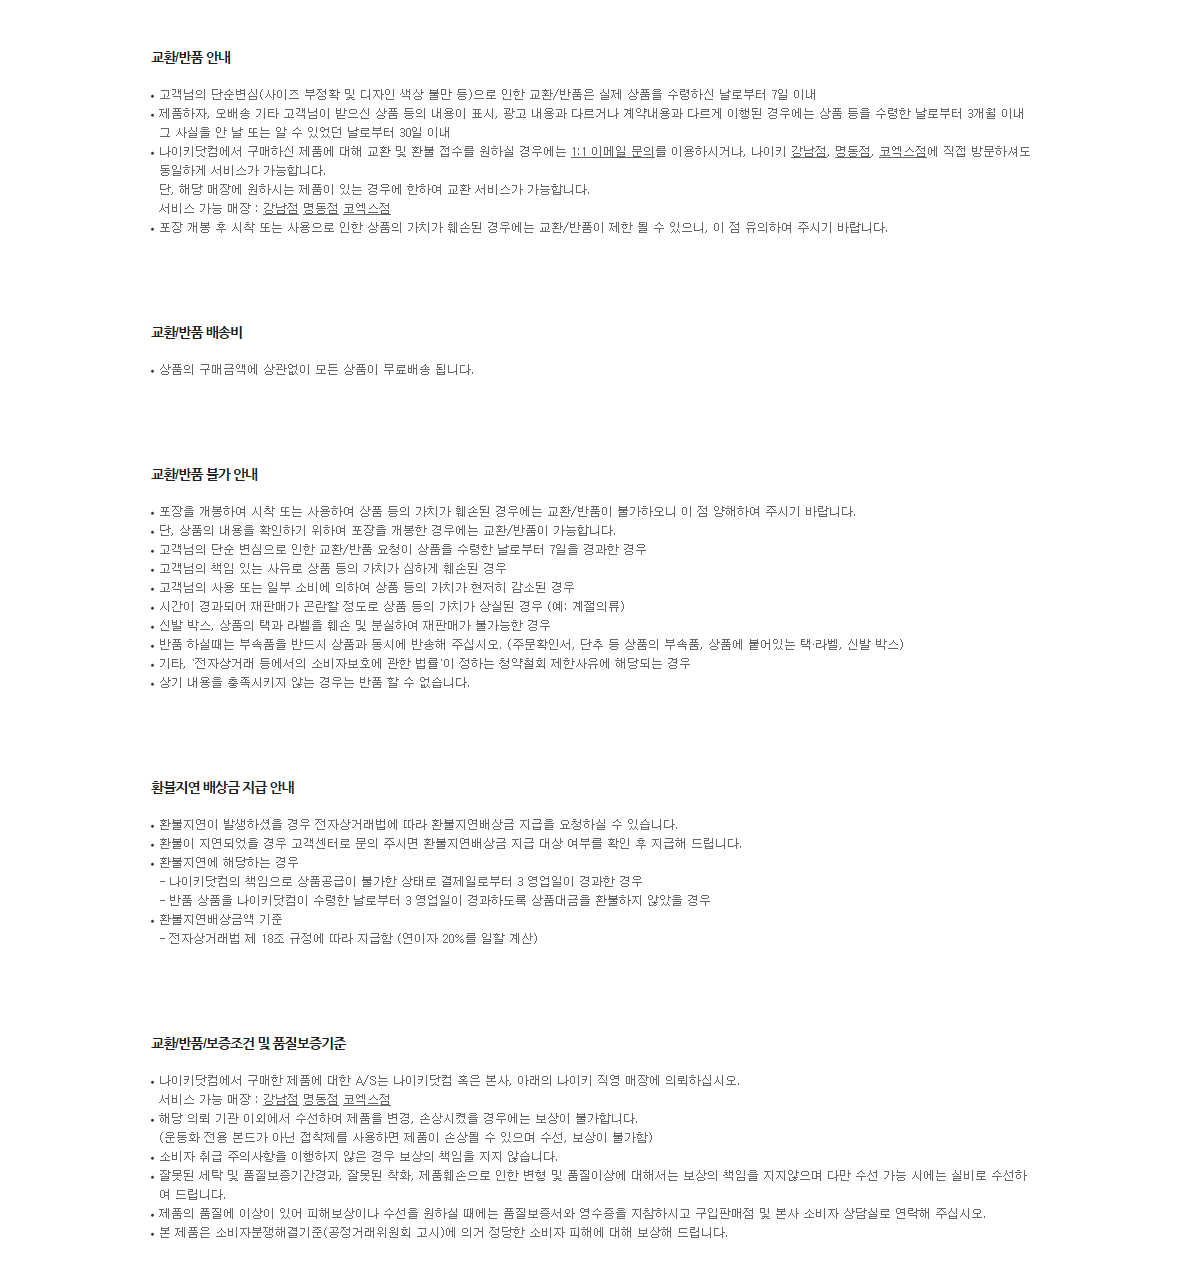 교환/반품 안내
• 고객님의 단순변심(사이즈 부정확 및 디자인 색상 불만 등)으로 인한 교환/반품은 실제 상품을 수령하신 날로부터 7일 이내
• 제품하자, 오배송 기타 고객님이 받으신 상품 등의 내용이 표시, 광고 내용과 다르거나 계약내용과 다르게 이행된 경우에는 상품 등을 수령한 날로부터 3개월 이내
그 사실을 안 날 또는 알 수 있었던 날로부터 30일 이내
• 나이키닷컴에서 구매하신 제품에 대해 교환 및 환불 접수를 원하실 경우에는 1:1 이메일 문의를 이용하시거나, 나이키 강남점, 명동점, 코엑스점에 직접 방문하셔도
동일하게 서비스가 가능합니다.
단, 해당 매장에 원하시는 제품이 있는 경우에 한하여 교환 서비스가 가능합니다.
서비스 가능 매장 : 강남점 명동점 코엑스점
• 포장 개봉 후 시착 또는 사용으로 인한 상품의 가치가 훼손된 경우에는 교환/반품이 제한 될 수 있으니, 이 점 유의하여 주시기 바랍니다.
교환/반품 배송비
• 상품의 구매금액에 상관없이 모든 상품이 무료배송 됩니다.
교환/반품 불가 안내
• 포장을 개봉하여 시착 또는 사용하여 상품 등의 가치가 훼손된 경우에는 교환/반품이 불가하오니 이 점 양해하여 주시기 바랍니다.
• 단, 상품의 내용을 확인하기 위하여 포장을 개봉한 경우에는 교환/반품이 가능합니다.
• 고객님의 단순 변심으로 인한 교환/반품 요청이 상품을 수령한 날로부터 7일을 경과한 경우
• 고객님의 책임 있는 사유로 상품 등의 가치가 심하게 훼손된 경우
• 고객님의 사용 또는 일부 소비에 의하여 상품 등의 가치가 현저히 감소된 경우
• 시간이 경과되어 재판매가 곤란할 정도로 상품 등의 가치가 상실된 경우 (예: 계절의류)
• 신발 박스, 상품의 택과 라벨을 훼손 및 분실하여 재판매가 불가능한 경우
• 반품 하실때는 부속품을 반드시 상품과 동시에 반송해 주십시오. (주문확인서, 단추 등 상품의 부속품, 상품에 붙어있는 택·라벨, 신발 박스)
• 기타, '전자상거래 등에서의 소비자보호에 관한 법률'이 정하는 청약철회 제한사유에 해당되는 경우
• 상기 내용을 충족시키지 않는 경우는 반품 할 수 없습니다.
환불지연 배상금 지급 안내
• 환불지연이 발생하셨을 경우 전자상거래법에 따라 환불지연배상금 지급을 요청하실 수 있습니다.
• 환불이 지연되었을 경우 고객센터로 문의 주시면 환불지연배상금 지급 대상 여부를 확인 후 지급해 드립니다.
• 환불지연에 해당하는 경우
- 나이키닷컴의 책임으로 상품공급이 불가한 상태로 결제일로부터 3 영업일이 경과한 경우
- 반품 상품을 나이키닷컴이 수령한 날로부터 3 영업일이 경과하도록 상품대금을 환불하지 않았을 경우
• 환불지연배상금액 기준
- 전자상거래법 제 18조 규정에 따라 지급함 (연이자 20%를 일할 계산)
교환/반품/보증조건 및 품질보증기준
• 나이키닷컴에서 구매한 제품에 대한 A/S는 나이키닷컴 혹은 본사, 아래의 나이키 직영 매장에 의뢰하십시오.
서비스 가능 매장 : 강남점 명동점 코엑스점
• 해당 의뢰 기관 이외에서 수선하여 제품을 변경, 손상시켰을 경우에는 보상이 불가합니다.
(운동화 전용 본드가 아닌 접착제를 사용하면 제품이 손상될 수 있으며 수선, 보상이 불가함)
• 소비자 취급 주의사항을 이행하지 않은 경우 보상의 책임을 지지 않습니다.
• 잘못된 세탁 및 품질보증기간경과, 잘못된 착화, 제품훼손으로 인한 변형 및 품질이상에 대해서는 보상의 책임을 지지않으며 다만 수선 가능 시에는 실비로 수선하
여 드립니다.
• 제품의 품질에 이상이 있어 피해보상이나 수선을 원하실 때에는 품질보증서와 영수증을 지참하시고 구입판매점 및 본사 소비자 상담실로 연락해 주십시오.
• 본 제품은 소비자분쟁해결기준(공정거래위원회 고시)에 의거 정당한 소비자 피해에 대해 보상해 드립니다.